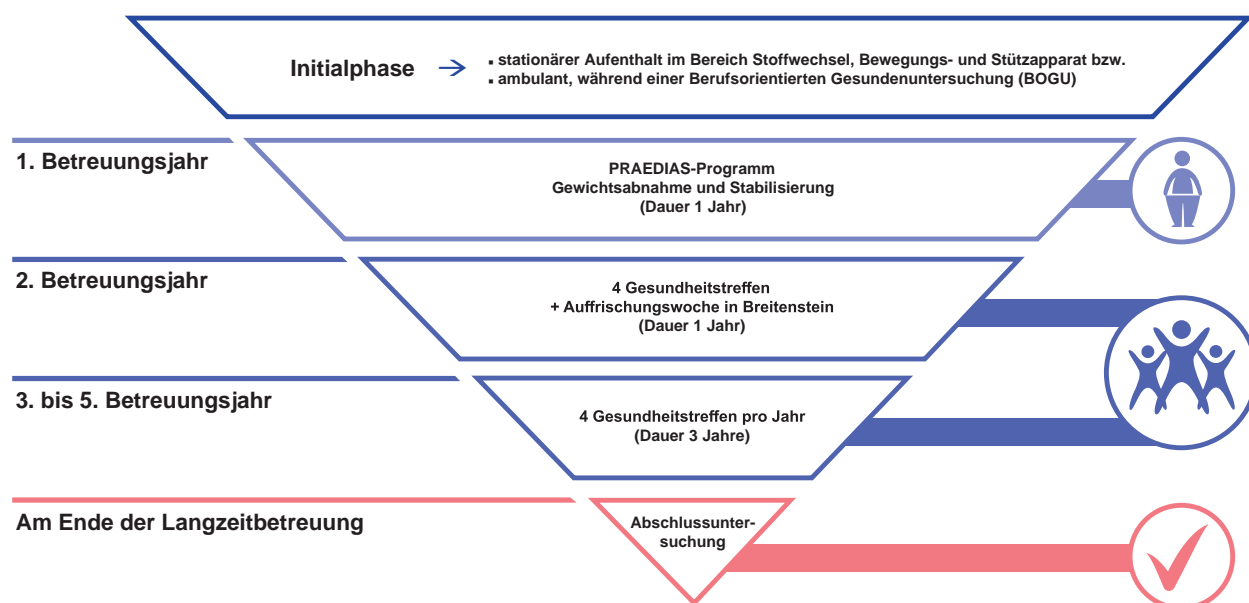 Initialphase
▪ stationärer Aufenthalt im Bereich Stoffwechsel, Bewegungs- und Stützapparat bzw.
▪ ambulant, während einer Berufsorientierten Gesundenuntersuchung (BOGU)
1. Betreuungsjahr
PRAEDIAS-Programm
Gewichtsabnahme und Stabilisierung
(Dauer 1 Jahr)
2. Betreuungsjahr
4 Gesundheitstreffen
+ Auffrischungswoche in Breitenstein
(Dauer 1 Jahr)
3. bis 5. Betreuungsjahr
4 Gesundheitstreffen pro Jahr
(Dauer 3 Jahre)
Am Ende der Langzeitbetreuung
Abschlussunter-
suchung